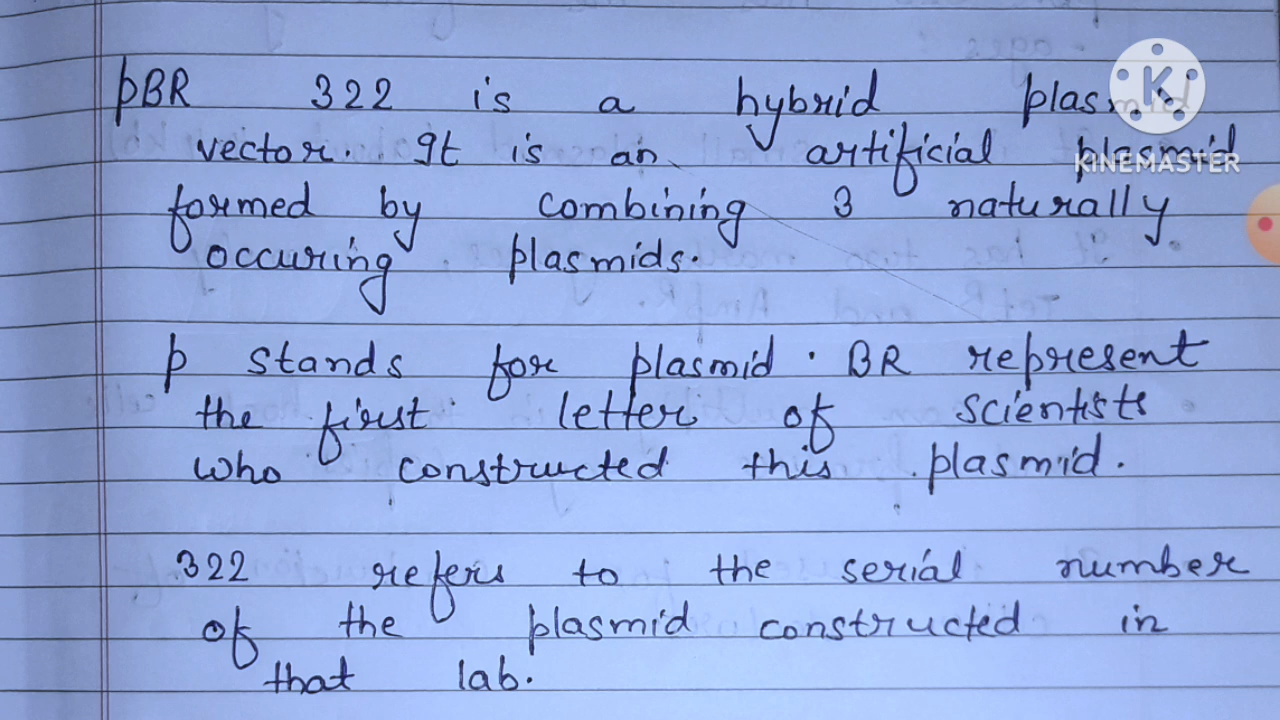 pBR 322 is a hybrid plasmid
vector. It is an artificial plasmid
formed by combining 3 naturally
occuring plasmids.
p stands for plasmid. BR represent
the first letter of scientists
who constructed this plasmid.
322 refers to the serial number
of the plasmid constructed in
that lab.
K
KINEMASTER